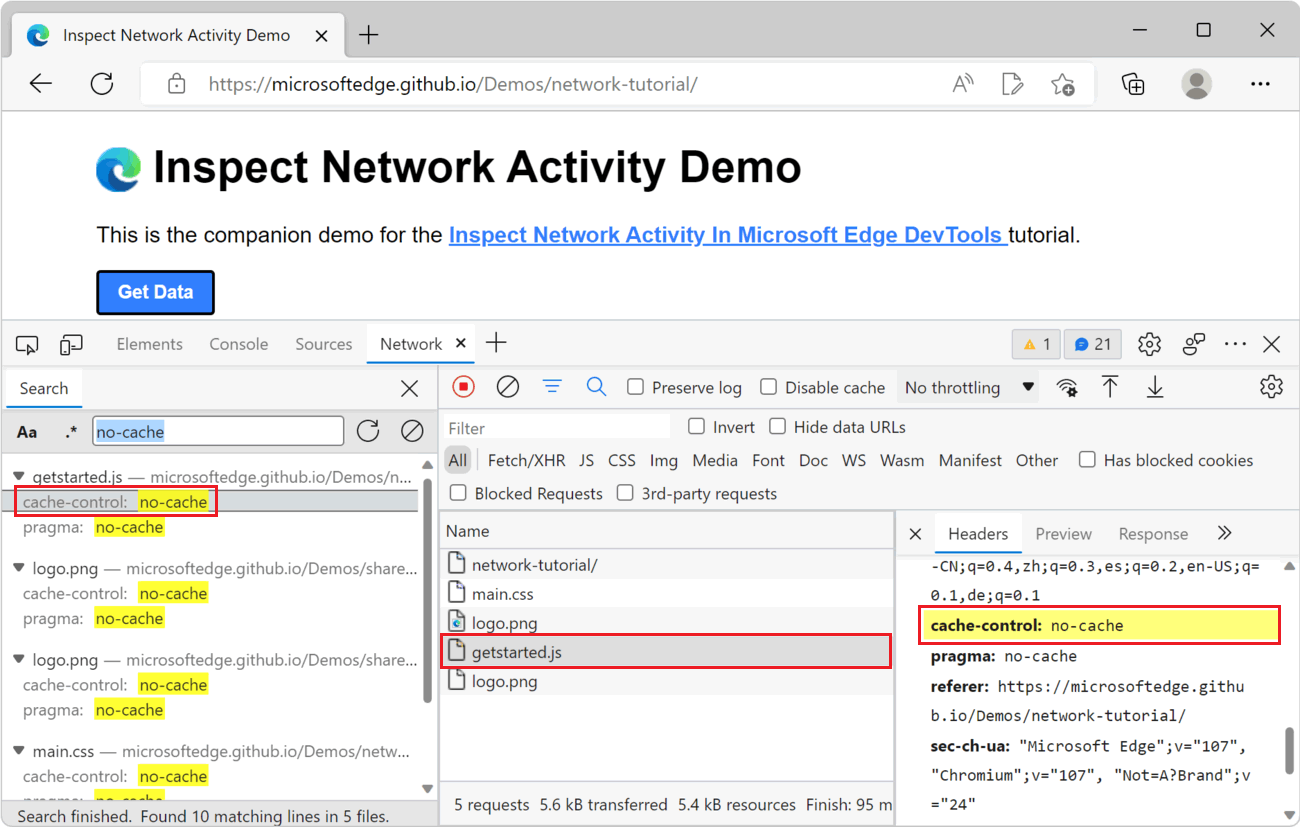 Inspect Network Activity Demo
https://microsoftedge.github.io/Demos/network-tutorial/
Inspect Network Activity Demo
This is the companion demo for the Inspect Network Activity In Microsoft Edge DevTools tutorial.
Get Data
Elements Console Sources Network 1 21
Search
Aa .* no-cache
getstarted.js — microsoftedge.github.io/Demos/n...
cache-control: no-cache
pragma: no-cache
logo.png — microsoftedge.github.io/Demos/share...
cache-control: no-cache
pragma: no-cache
logo.png — microsoftedge.github.io/Demos/share...
cache-control: no-cache
pragma: no-cache
main.css — microsoftedge.github.io/Demos/netw...
cache-control: no-cache
pragma: no-cache
Search finished. Found 10 matching lines in 5 files.
Preserve log Disable cache No throttling
Filter Invert Hide data URLs
All Fetch/XHR JS CSS Img Media Font Doc WS Wasm Manifest Other Has blocked cookies
Blocked Requests 3rd-party requests
Name
network-tutorial/
main.css
logo.png
getstarted.js
logo.png
5 requests 5.6 kB transferred 5.4 kB resources Finish: 95 m
Headers Preview Response
-CN;q=0.4,zh;q=0.3,es;q=0.2,en-US;q=
0.1,de;q=0.1
cache-control: no-cache
pragma: no-cache
referer: https://microsoftedge.githu
b.io/Demos/network-tutorial/
sec-ch-ua: "Microsoft Edge";v="107",
"Chromium";v="107", "Not=A?Brand";v
="24"